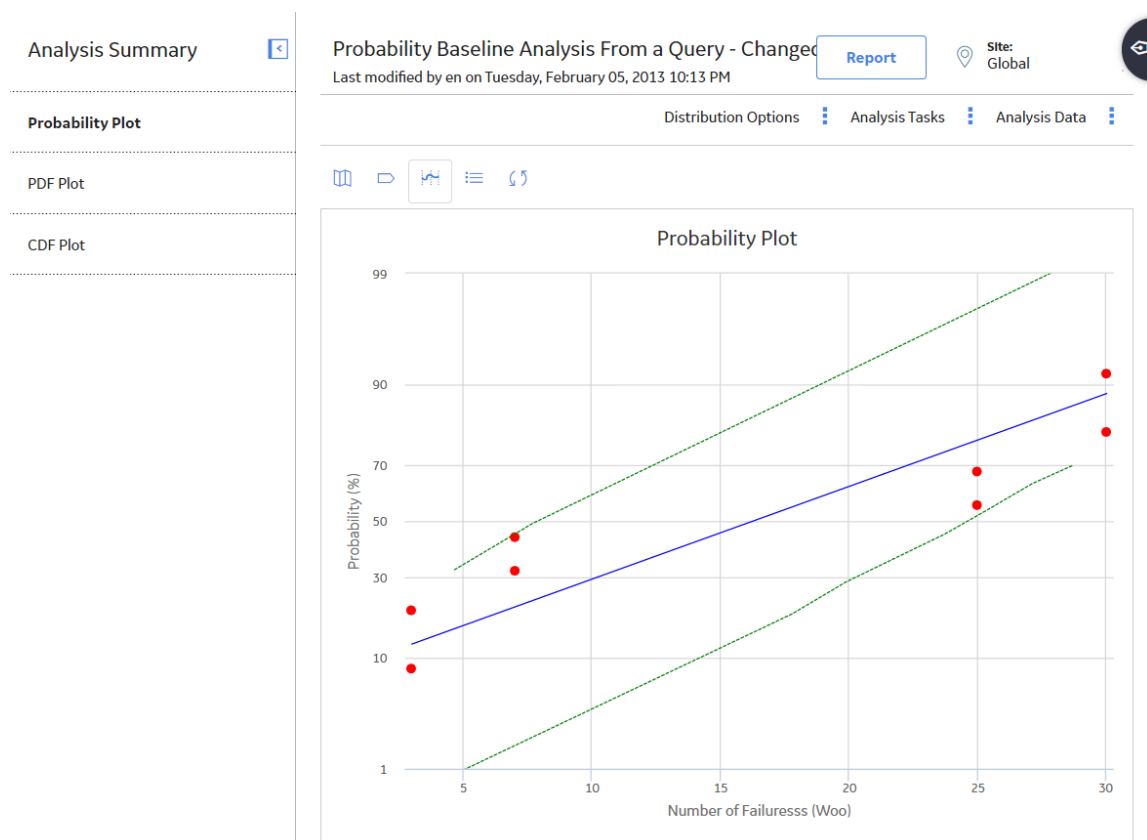 Analysis Summary
Probability Plot
PDF Plot
CDF Plot
Probability Baseline Analysis From a Query - Changed
Last modified by en on Tuesday, February 05, 2013 10:13 PM
Report
Site:
Global
Distribution Options
Analysis Tasks
Analysis Data
Probability Plot
Probability (%)
99
90
70
50
30
10
1
5
10
15
20
25
30
Number of Failuresss (Woo)